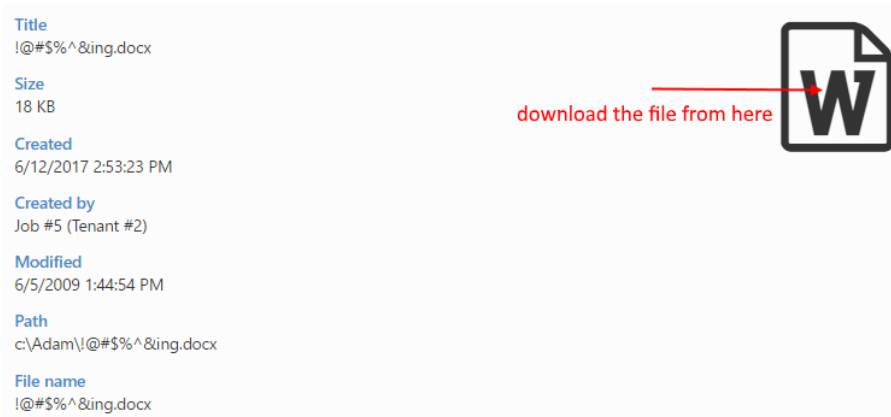 Title
!@#$%^&ing.docx
Size
18 KB
Created
6/12/2017 2:53:23 PM
Created by
Job #5 (Tenant #2)
Modified
6/5/2009 1:44:54 PM
Path
c:\Adam\!@#$%^&ing.docx
File name
!@#$%^&ing.docx
download the file from here
W